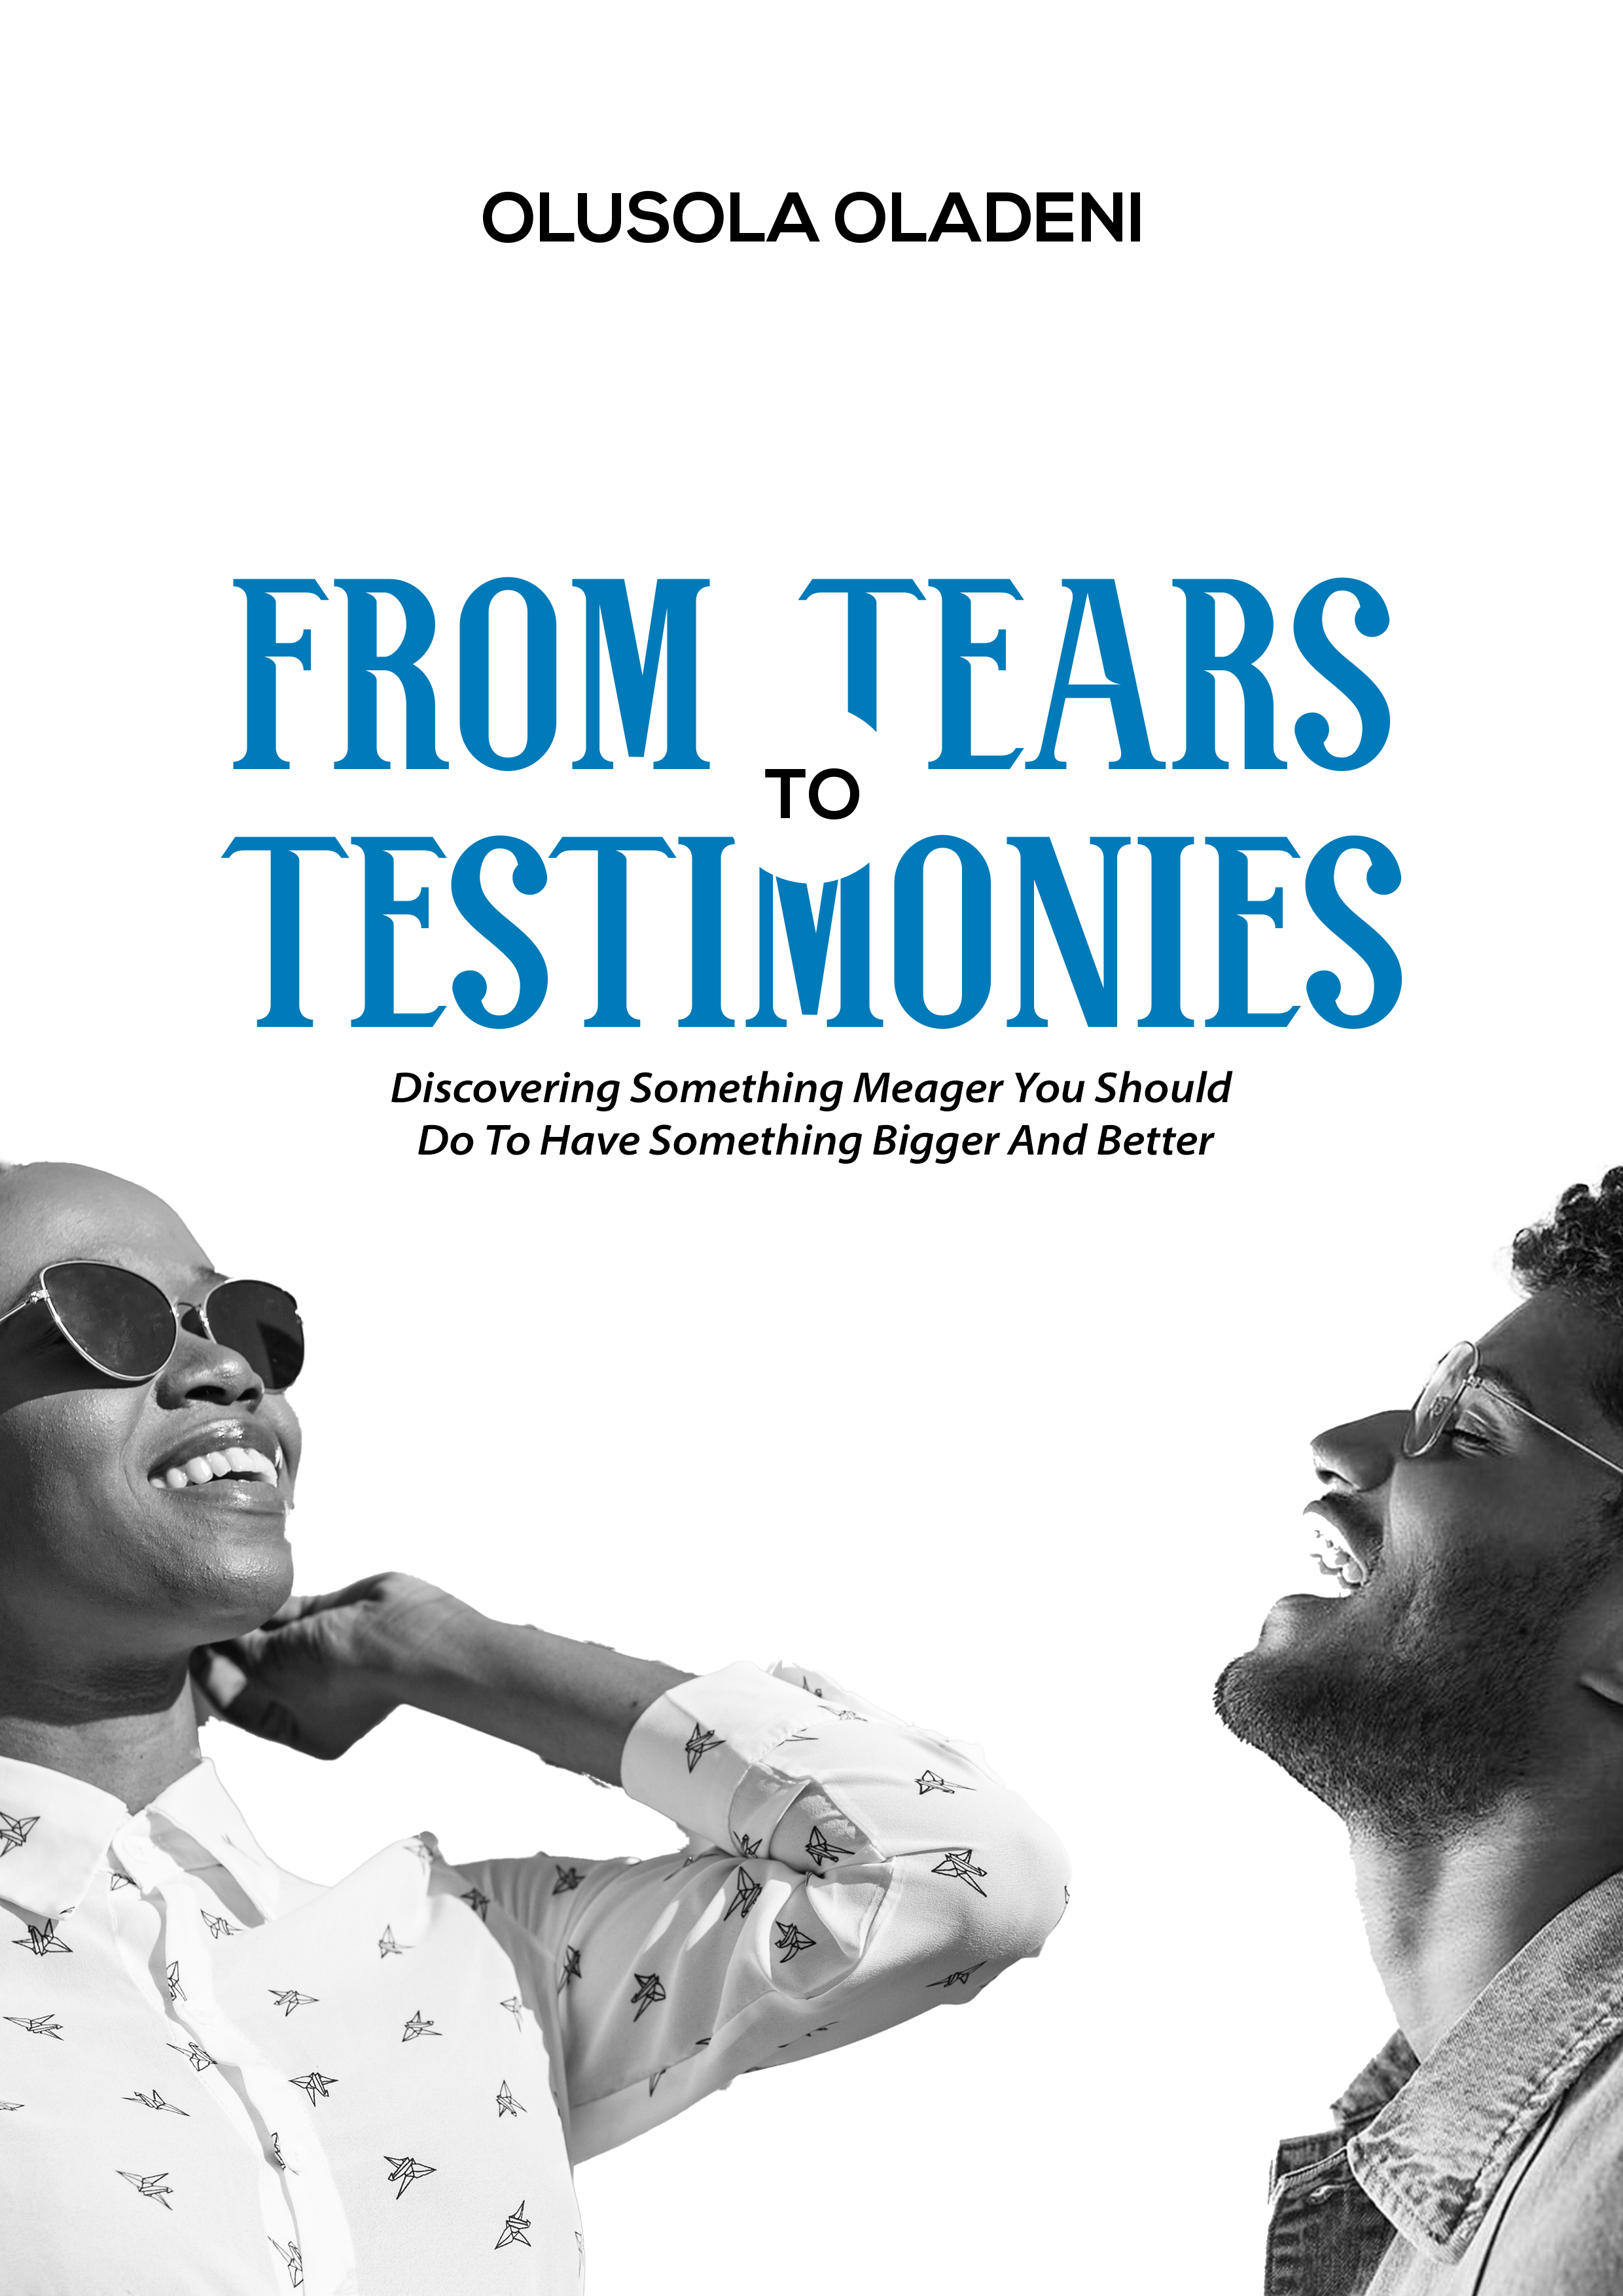 OLUSOLA OLADENI
FROM TEARS
TO
TESTIMONIES
Discovering Something Meager You Should
Do To Have Something Bigger And Better